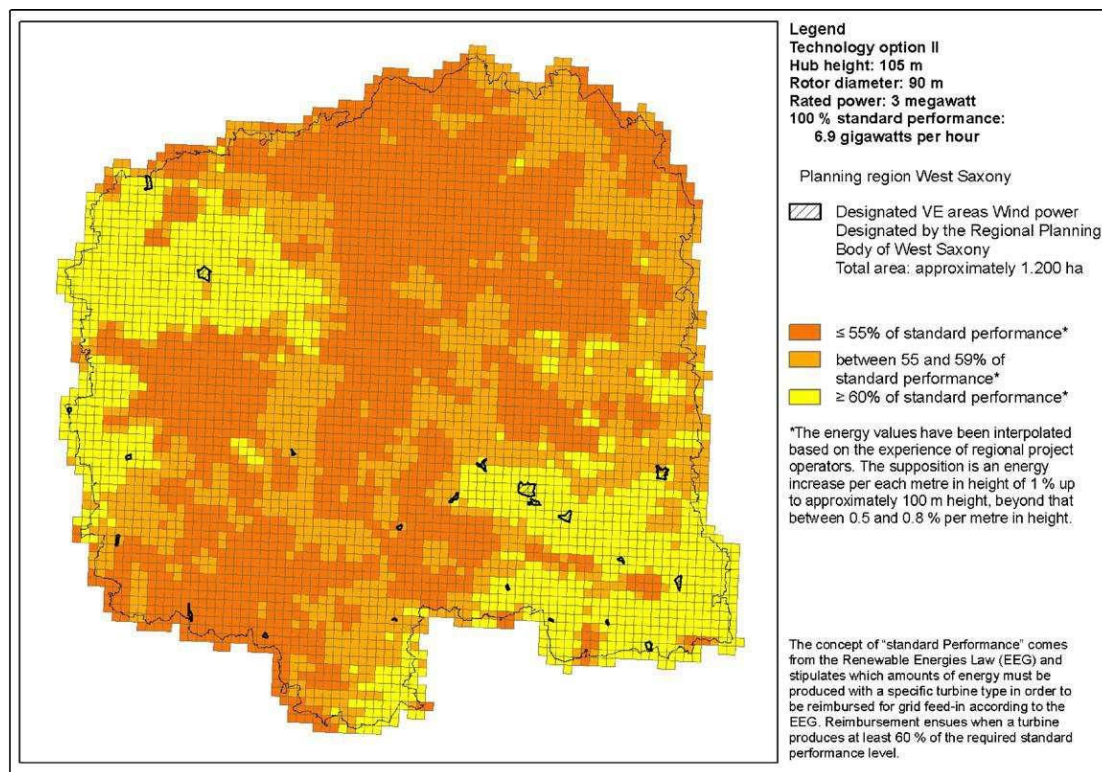 Legend
Technology option II
Hub height: 105 m
Rotor diameter: 90 m
Rated power: 3 megawatt
100 % standard performance:
6.9 gigawatts per hour
Planning region West Saxony
Designated VE areas Wind power
Designated by the Regional Planning
Body of West Saxony
Total area: approximately 1.200 ha
≤ 55% of standard performance*
between 55 and 59% of
standard performance*
≥ 60% of standard performance*
*The energy values have been interpolated
based on the experience of regional project
operators. The supposition is an energy
increase per each metre in height of 1 % up
to approximately 100 m height, beyond that
between 0.5 and 0.8 % per metre in height.
The concept of “standard Performance” comes
from the Renewable Energies Law (EEG) and
stipulates which amounts of energy must be
produced with a specific turbine type in order to
be reimbursed for grid feed-in according to the
EEG. Reimbursement ensues when a turbine
produces at least 60 % of the required standard
performance level.